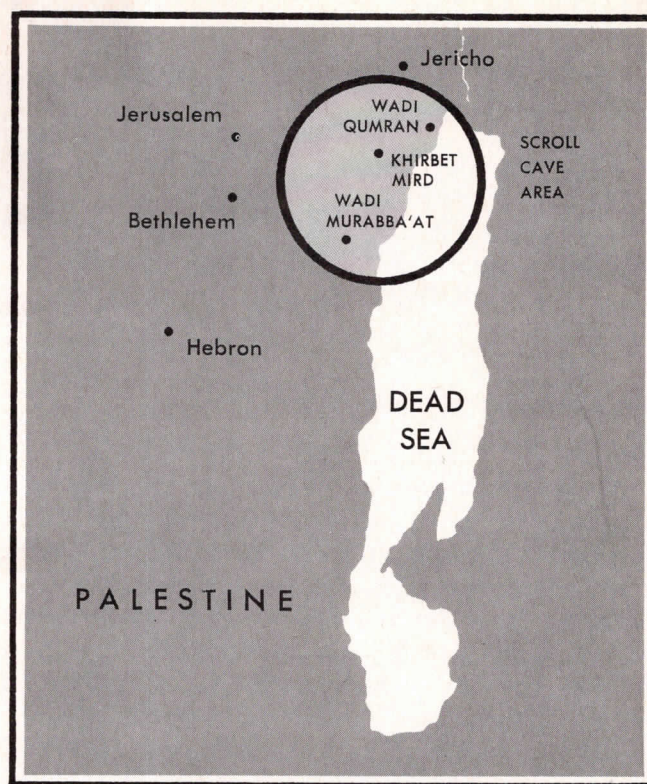 Jericho
Jerusalem
WADI
QUMRAN
SCROLL
CAVE
AREA
KHIRBET
MIRD
Bethlehem
WADI
MURABBA'AT
Hebron
DEAD
SEA
PALESTINE